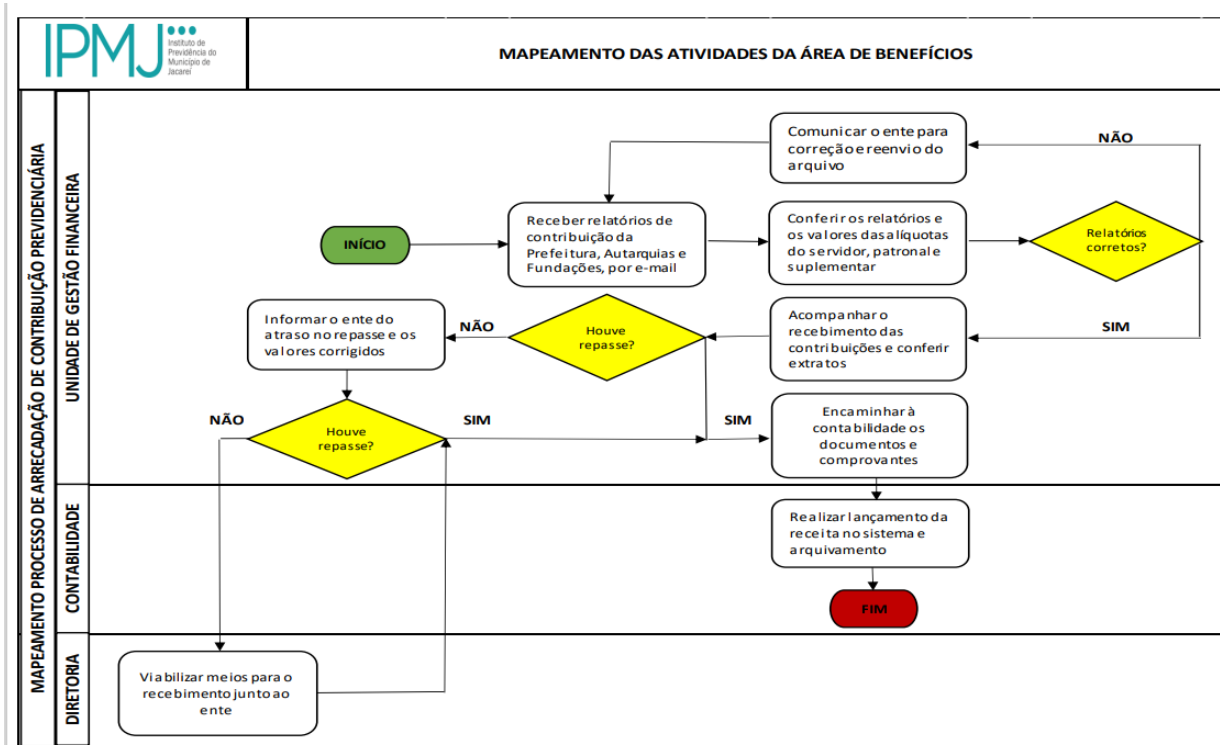 IPMJ
Instituto de
Previdência do
Município de
Jacareí
MAPEAMENTO DAS ATIVIDADES DA ÁREA DE BENEFÍCIOS
MAPEAMENTO PROCESSO DE ARRECADAÇÃO DE CONTRIBUIÇÃO PREVIDENCIÁRIA
UNIDADE DE GESTÃO FINANCEIRA
Comunicar o ente para
correção e reenvio do
arquivo
NÃO
INÍCIO
Receber relatórios de
contribuição da
Prefeitura, Autarquias e
Fundações, por e-mail
Conferir os relatórios e
os valores das alíquotas
do servidor, patronal e
suplementar
Relatórios
corretos?
Informar o ente do
atraso no repasse e os
valores corrigidos
NÃO
Houve
repasse?
Acompanhar o
recebimento das
contribuições e conferir
extratos
SIM
NÃO
Houve
repasse?
SIM
SIM
Encaminhar à
contabilidade os
documentos e
comprovantes
CONTABILIDADE
Realizar lançamento da
receita no sistema e
arquivamento
FIM
DIRETORIA
Viabilizar meios para o
recebimento junto ao
ente